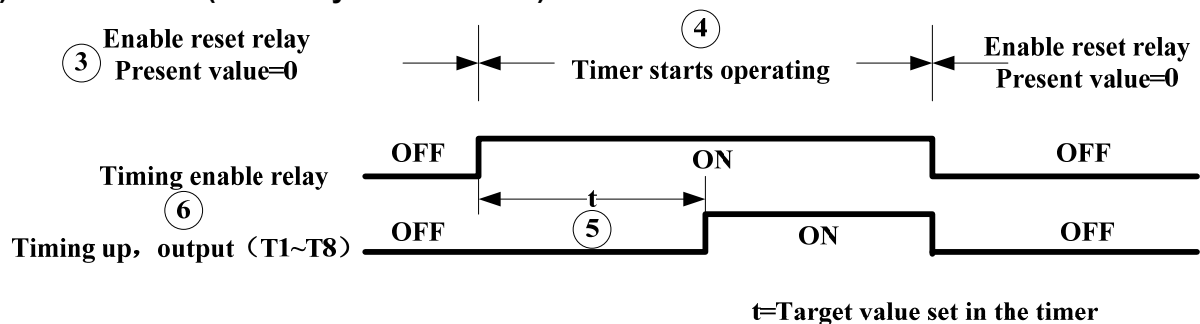 ④
Enable reset relay
③ Present value=0
Timer starts operating
Enable reset relay
Present value=0
OFF
ON
OFF
Timing enable relay
t
⑥
⑤
Timing up，output（T1~T8）
OFF
ON
OFF
t=Target value set in the timer